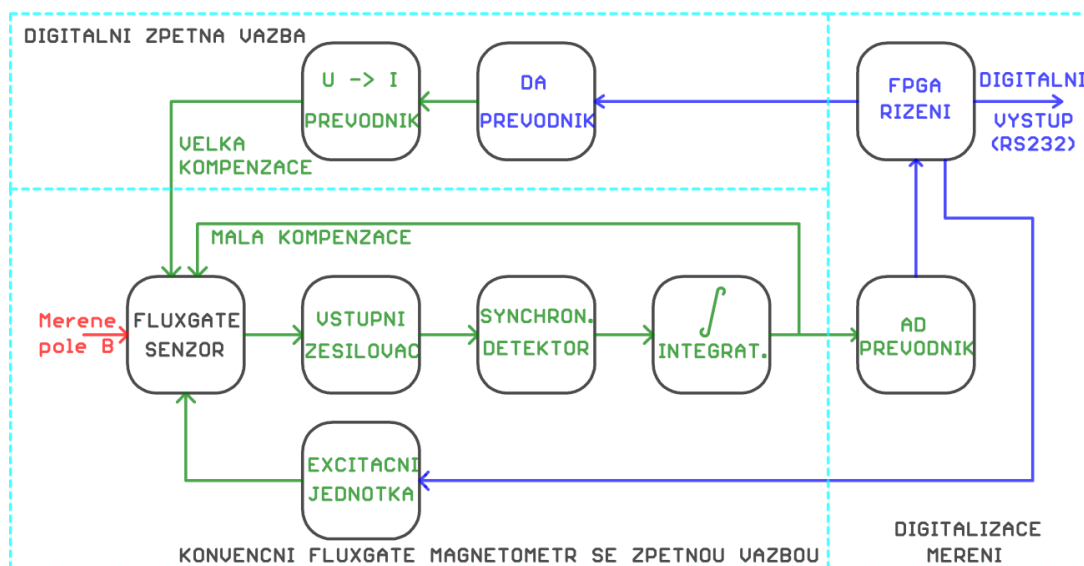 DIGITALNI ZPETNA VAZBA
U -> I
PREVODNIK
DA
PREVODNIK
FPGA
RIZENI
DIGITALNI
VYSTUP
(RS232)
VELKA
KOMPENZACE
MALA KOMPENZACE
Merene
pole B
FLUXGATE
SENZOR
VSTUPNI
ZESILOVAC
SYNCHRON.
DETEKTOR
∫
INTEGRAT.
AD
PREVODNIK
EXCITACNI
JEDNOTKA
KONVENCNI FLUXGATE MAGNETOMETR SE ZPETNOU VAZBOU
DIGITALIZACE
MERENI